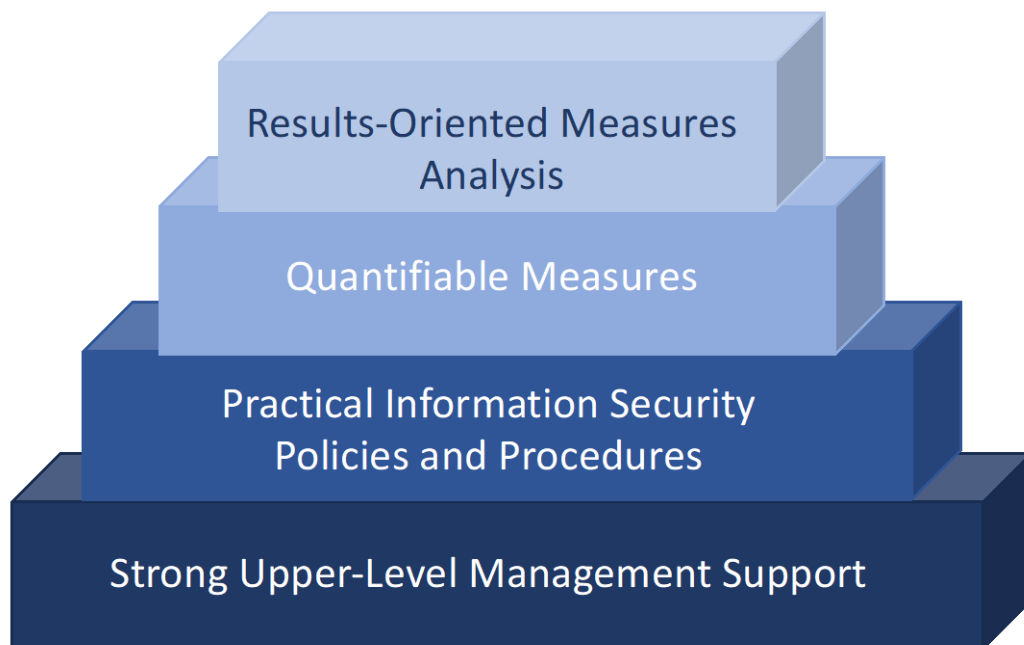 Results-Oriented Measures
Analysis
Quantifiable Measures
Practical Information Security
Policies and Procedures
Strong Upper-Level Management Support